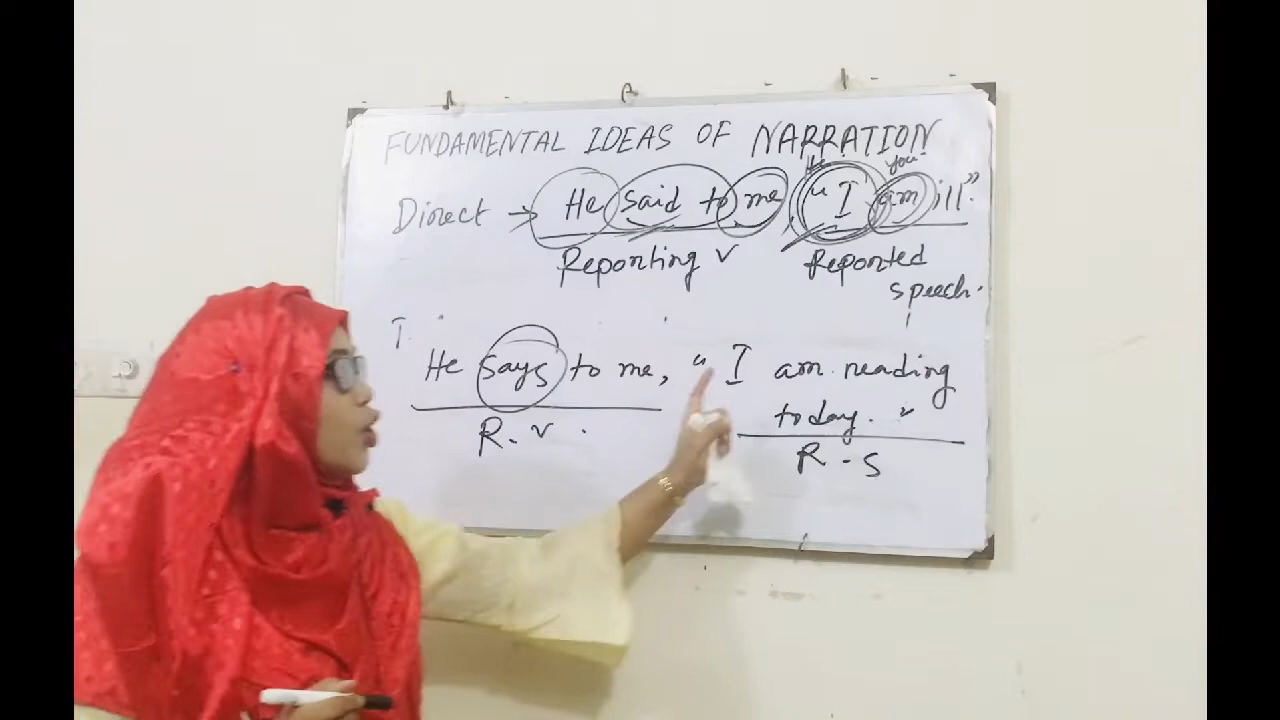 FUNDAMENTAL IDEAS OF NARRATION
He you
Direct → He said to me, "I am ill".
Reporting v Reported
speech.
I.
He says to me, "I am reading
today."
R.v. R-S